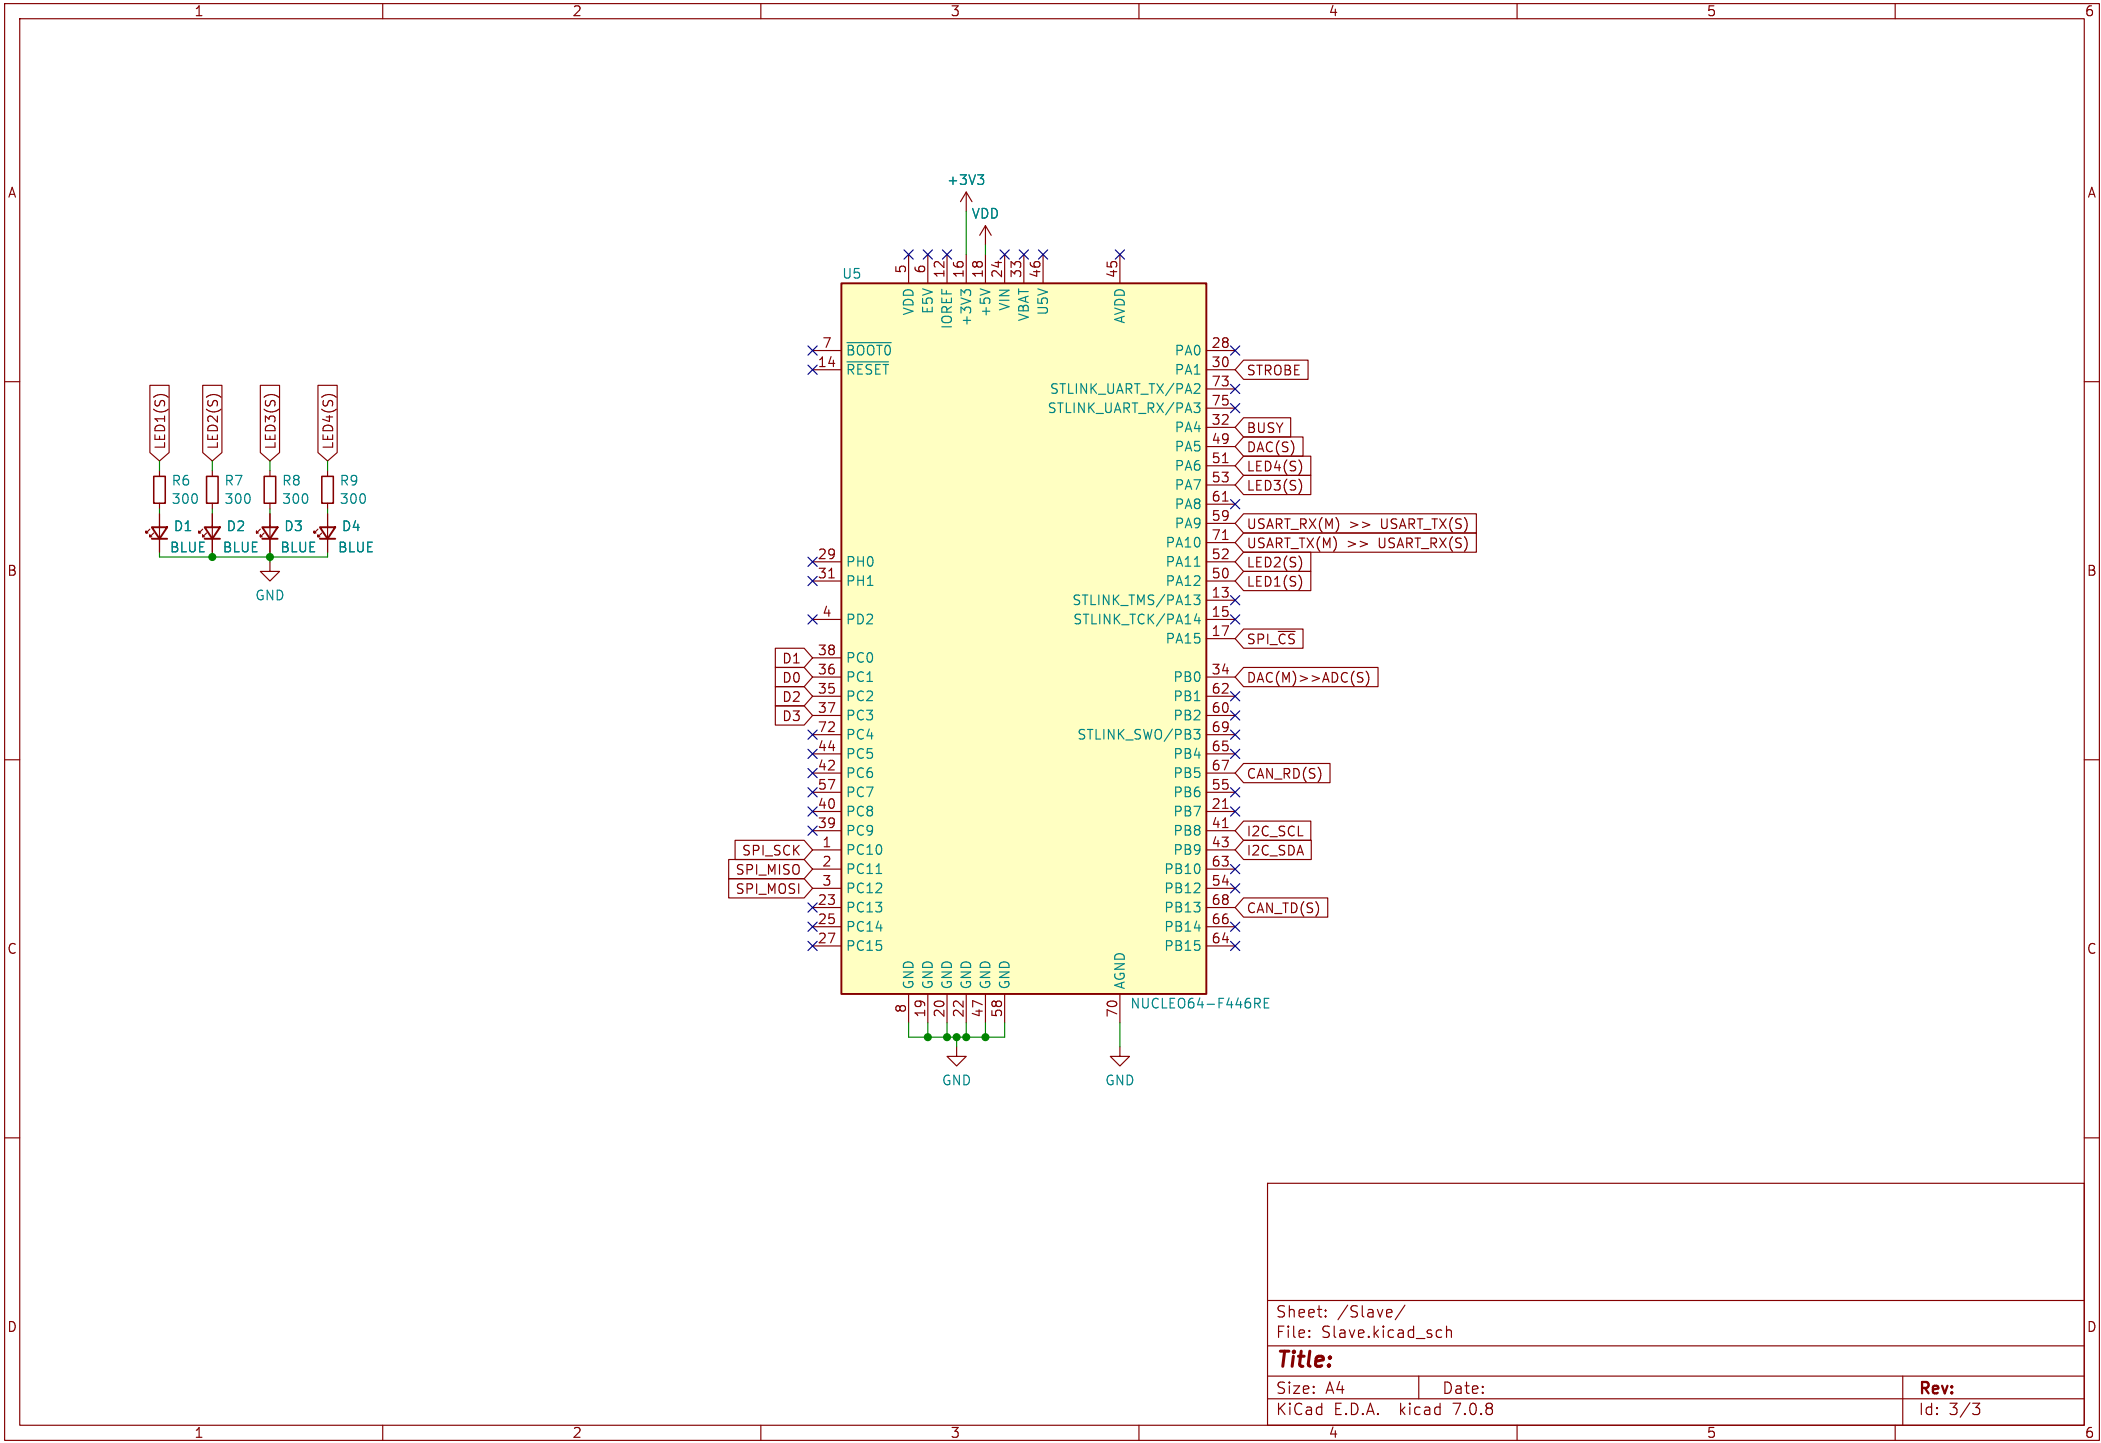 1 2 3 4 5 6
A A
B B
C C
D D
1 2 3 4 5 6
LED1(S)
LED2(S)
LED3(S)
LED4(S)
R6
300
R7
300
R8
300
R9
300
D1
BLUE
D2
BLUE
D3
BLUE
D4
BLUE
GND
+3V3
VDD
U5
5 VDD
6 E5V
12 IOREF
16 +3V3
18 +5V
24 VIN
33 VBAT
46 U5V
45 AVDD
7 BOOT0
14 RESET
29 PH0
31 PH1
4 PD2
D1 38 PC0
D0 36 PC1
D2 35 PC2
D3 37 PC3
72 PC4
44 PC5
42 PC6
57 PC7
40 PC8
39 PC9
SPI_SCK 1 PC10
SPI_MISO 2 PC11
SPI_MOSI 3 PC12
23 PC13
25 PC14
27 PC15
PA0 28
PA1 30 STROBE
STLINK_UART_TX/PA2 73
STLINK_UART_RX/PA3 75
PA4 32 BUSY
PA5 49 DAC(S)
PA6 51 LED4(S)
PA7 53 LED3(S)
PA8 61
PA9 59 USART_RX(M) >> USART_TX(S)
PA10 71 USART_TX(M) >> USART_RX(S)
PA11 52 LED2(S)
PA12 50 LED1(S)
STLINK_TMS/PA13 13
STLINK_TCK/PA14 15
PA15 17 SPI_CS
PB0 34 DAC(M)>>ADC(S)
PB1 62
PB2 60
STLINK_SWO/PB3 69
PB4 65
PB5 67 CAN_RD(S)
PB6 55
PB7 21
PB8 41 I2C_SCL
PB9 43 I2C_SDA
PB10 63
PB12 54
PB13 68 CAN_TD(S)
PB14 66
PB15 64
GND 8
GND 19
GND 20
GND 22
GND 47
GND 58
AGND 70
NUCLEO64-F446RE
GND
GND
Sheet: /Slave/
File: Slave.kicad_sch
Title:
Size: A4 Date: Rev:
KiCad E.D.A. kicad 7.0.8 Id: 3/3